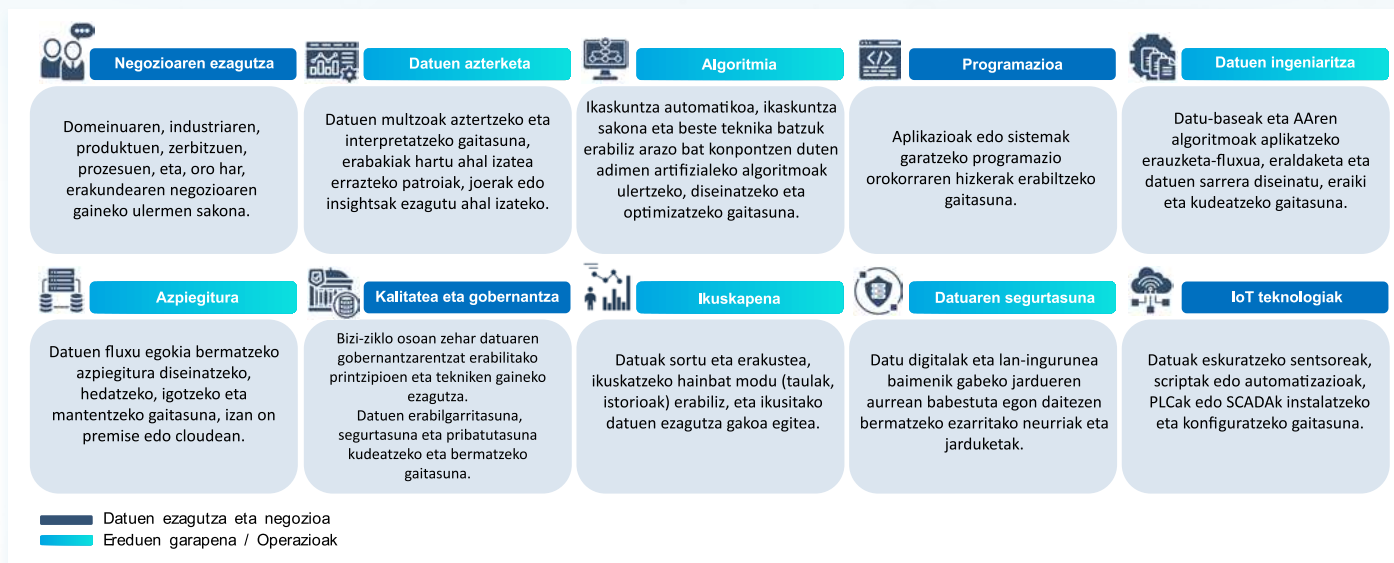 Negozioaren ezagutza
Domeinuaren, industriaren,
produktuen, zerbitzuen,
prozesuen, eta, oro har,
erakundearen negozioaren
gaineko ulermen sakona.
Datuen azterketa
Datuen multzoak aztertzeko eta
interpretatzeko gaitasuna,
erabakiak hartu ahal izatea
errazteko patroiak, joerak edo
insightsak ezagutu ahal izateko.
Algoritmia
Ikaskuntza automatikoa, ikaskuntza
sakona eta beste teknika batzuk
erabiliz arazo bat konpontzen duten
adimen artifizialeko algoritmoak
ulertzeko, diseinatzeko eta
optimizatzeko gaitasuna.
Programazioa
Aplikazioak edo sistemak
garatzeko programazio
orokorraren hizkerak erabiltzeko
gaitasuna.
Datuen ingeniaritza
Datu-baseak eta AAren
algoritmoak aplikatzeko
erauzketa-fluxua, eraldaketa eta
datuen sarrera diseinatu, eraiki
eta kudeatzeko gaitasuna.
Azpiegitura
Datuen fluxu egokia bermatzeko
azpiegitura diseinatzeko,
hedatzeko, igotzeko eta
mantentzeko gaitasuna, izan on
premise edo cloudean.
Kalitatea eta gobernantza
Bizi-ziklo osoan zehar datuaren
gobernantzarentzat erabilitako
printzipioen eta tekniken gaineko
ezagutza.
Datuen erabilgarritasuna,
segurtasuna eta pribatutasuna
kudeatzeko eta bermatzeko
gaitasuna.
Ikuskapena
Datuak sortu eta erakustea,
ikuskatzeko hainbat modu (taulak,
istorioak) erabiliz, eta ikusitako
datuen ezagutza gakoa egitea.
Datuaren segurtasuna
Datu digitalak eta lan-ingurunea
baimenik gabeko jardueren
aurrean babestuta egon daitezen
bermatzeko ezarritako neurriak eta
jarduketak.
IoT teknologiak
Datuak eskuratzeko sentsoreak,
scriptak edo automatizazioak,
PLCak edo SCADAk instalatzeko
eta konfiguratzeko gaitasuna.
Datuen ezagutza eta negozioa
Ereduen garapena / Operazioak